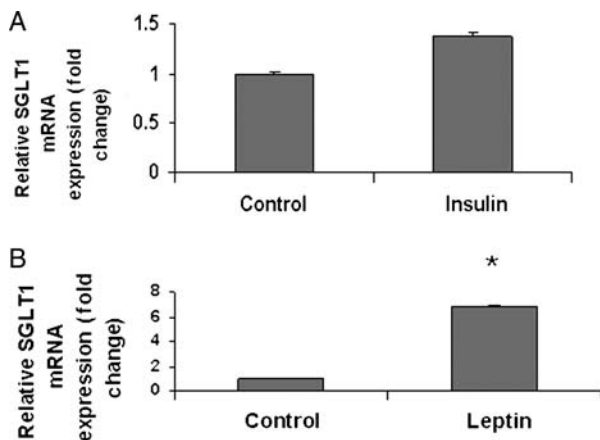 A
Relative SGLT1
mRNA
expression (fold
change)
1.5
1
0.5
0
Control Insulin
B
Relative SGLT1
mRNA
expression (fold
change)
*
8
6
4
2
0
Control Leptin